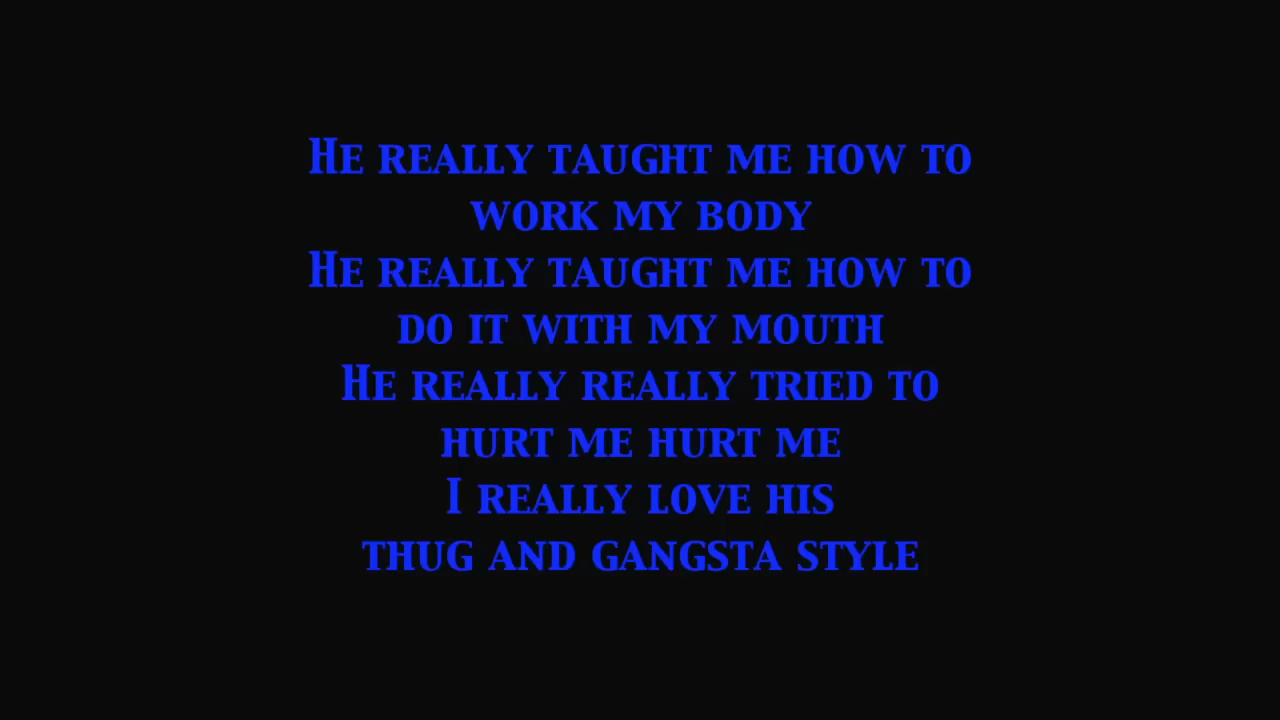 He really taught me how to
work my body
He really taught me how to
do it with my mouth
He really really tried to
hurt me hurt me
I really love his
thug and gangsta style